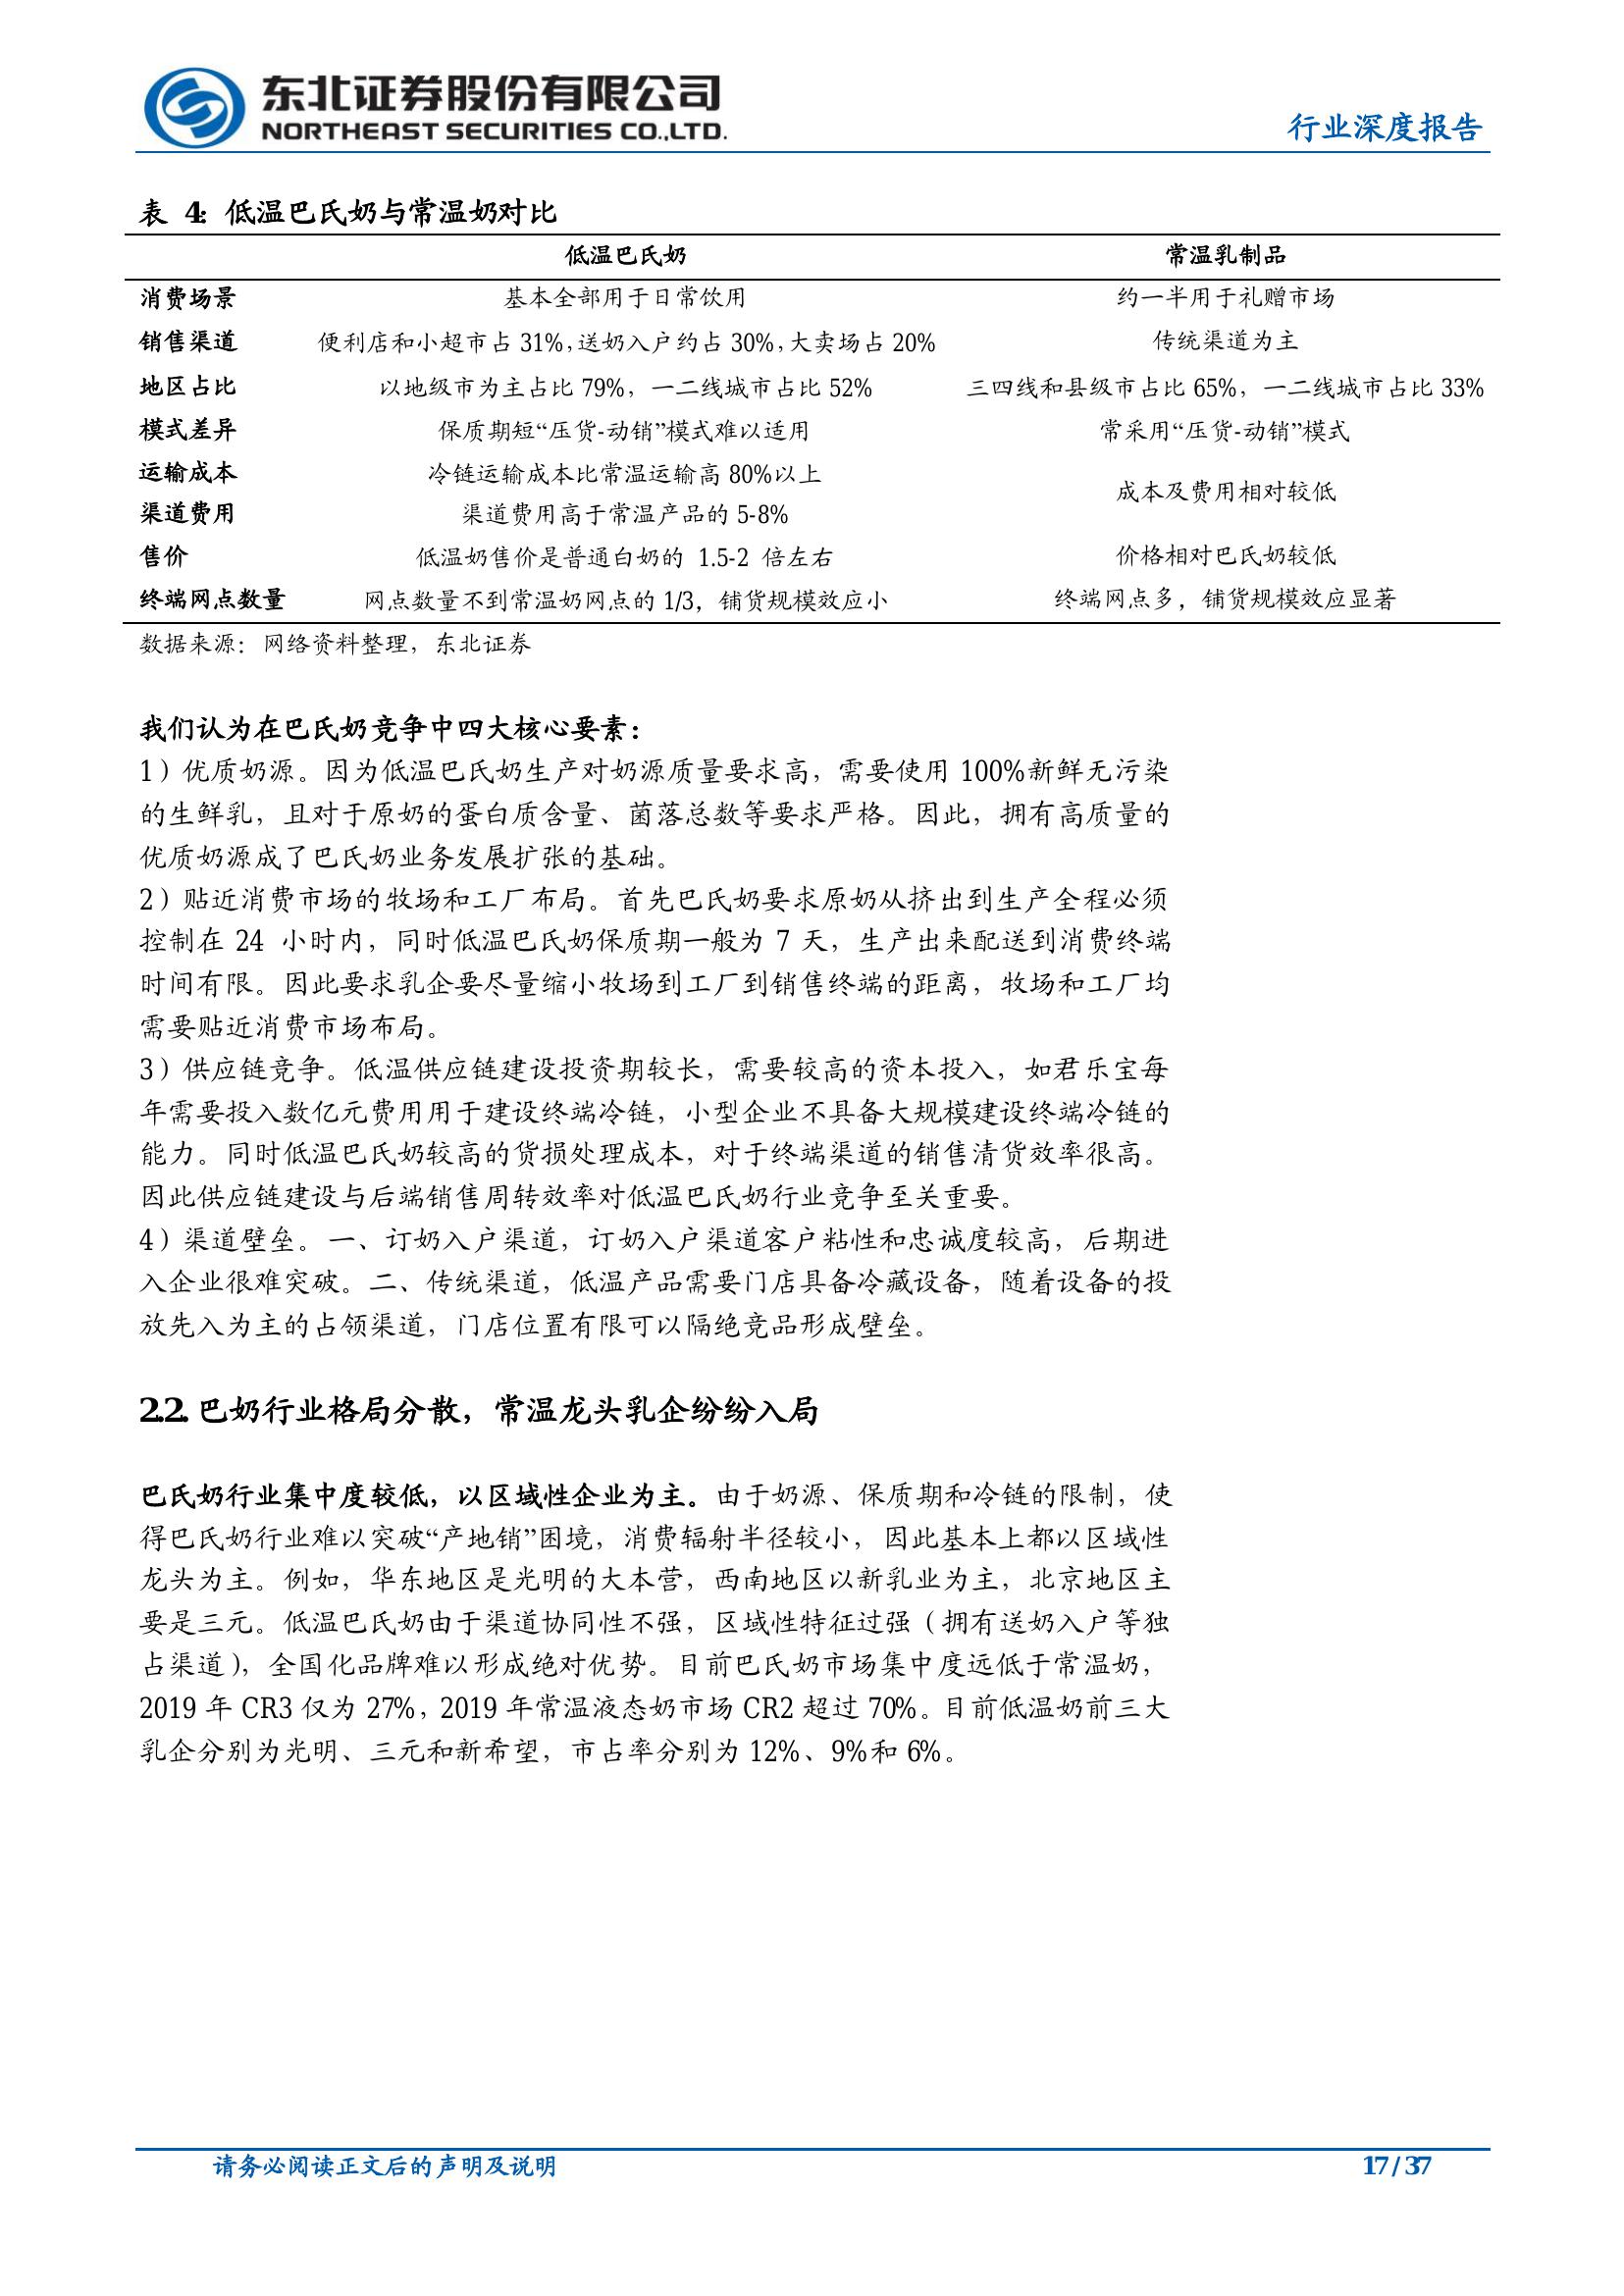 东北证券股份有限公司
NORTHEAST SECURITIES CO.,LTD.
行业深度报告
表 4: 低温巴氏奶与常温奶对比
低温巴氏奶 常温乳制品
消费场景 基本全部用于日常饮用 约一半用于礼赠市场
销售渠道 便利店和小超市占 31%,送奶入户约占 30%,大卖场占 20% 传统渠道为主
地区占比 以地级市为主占比 79%，一二线城市占比 52% 三四线和县级市占比 65%，一二线城市占比 33%
模式差异 保质期短“压货-动销”模式难以适用 常采用“压货-动销”模式
运输成本 冷链运输成本比常温运输高 80%以上
成本及费用相对较低
渠道费用 渠道费用高于常温产品的 5-8%
售价 低温奶售价是普通白奶的 1.5-2 倍左右 价格相对巴氏奶较低
终端网点数量 网点数量不到常温奶网点的 1/3，铺货规模效应小 终端网点多，铺货规模效应显著
数据来源：网络资料整理，东北证券
我们认为在巴氏奶竞争中四大核心要素：
1）优质奶源。因为低温巴氏奶生产对奶源质量要求高，需要使用 100%新鲜无污染
的生鲜乳，且对于原奶的蛋白质含量、菌落总数等要求严格。因此，拥有高质量的
优质奶源成了巴氏奶业务发展扩张的基础。
2）贴近消费市场的牧场和工厂布局。首先巴氏奶要求原奶从挤出到生产全程必须
控制在 24 小时内，同时低温巴氏奶保质期一般为 7 天，生产出来配送到消费终端
时间有限。因此要求乳企要尽量缩小牧场到工厂到销售终端的距离，牧场和工厂均
需要贴近消费市场布局。
3）供应链竞争。低温供应链建设投资期较长，需要较高的资本投入，如君乐宝每
年需要投入数亿元费用用于建设终端冷链，小型企业不具备大规模建设终端冷链的
能力。同时低温巴氏奶较高的货损处理成本，对于终端渠道的销售清货效率很高。
因此供应链建设与后端销售周转效率对低温巴氏奶行业竞争至关重要。
4）渠道壁垒。一、订奶入户渠道，订奶入户渠道客户粘性和忠诚度较高，后期进
入企业很难突破。二、传统渠道，低温产品需要门店具备冷藏设备，随着设备的投
放先入为主的占领渠道，门店位置有限可以隔绝竞品形成壁垒。
2.2. 巴奶行业格局分散，常温龙头乳企纷纷入局
巴氏奶行业集中度较低，以区域性企业为主。由于奶源、保质期和冷链的限制，使
得巴氏奶行业难以突破“产地销”困境，消费辐射半径较小，因此基本上都以区域性
龙头为主。例如，华东地区是光明的大本营，西南地区以新乳业为主，北京地区主
要是三元。低温巴氏奶由于渠道协同性不强，区域性特征过强（拥有送奶入户等独
占渠道），全国化品牌难以形成绝对优势。目前巴氏奶市场集中度远低于常温奶，
2019 年 CR3 仅为 27%，2019 年常温液态奶市场 CR2 超过 70%。目前低温奶前三大
乳企分别为光明、三元和新希望，市占率分别为 12%、9%和 6%。
请务必阅读正文后的声明及说明
17 / 37